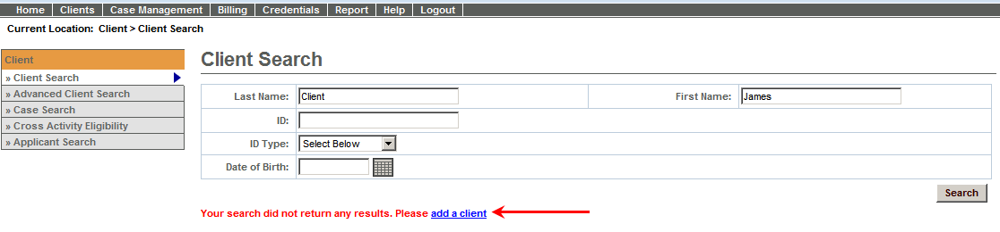 Home Clients Case Management Billing Credentials Report Help Logout
Current Location: Client > Client Search
Client
» Client Search
» Advanced Client Search
» Case Search
» Cross Activity Eligibility
» Applicant Search
Client Search
Last Name: Client First Name: James
ID:
ID Type: Select Below
Date of Birth:
Search
Your search did not return any results. Please add a client